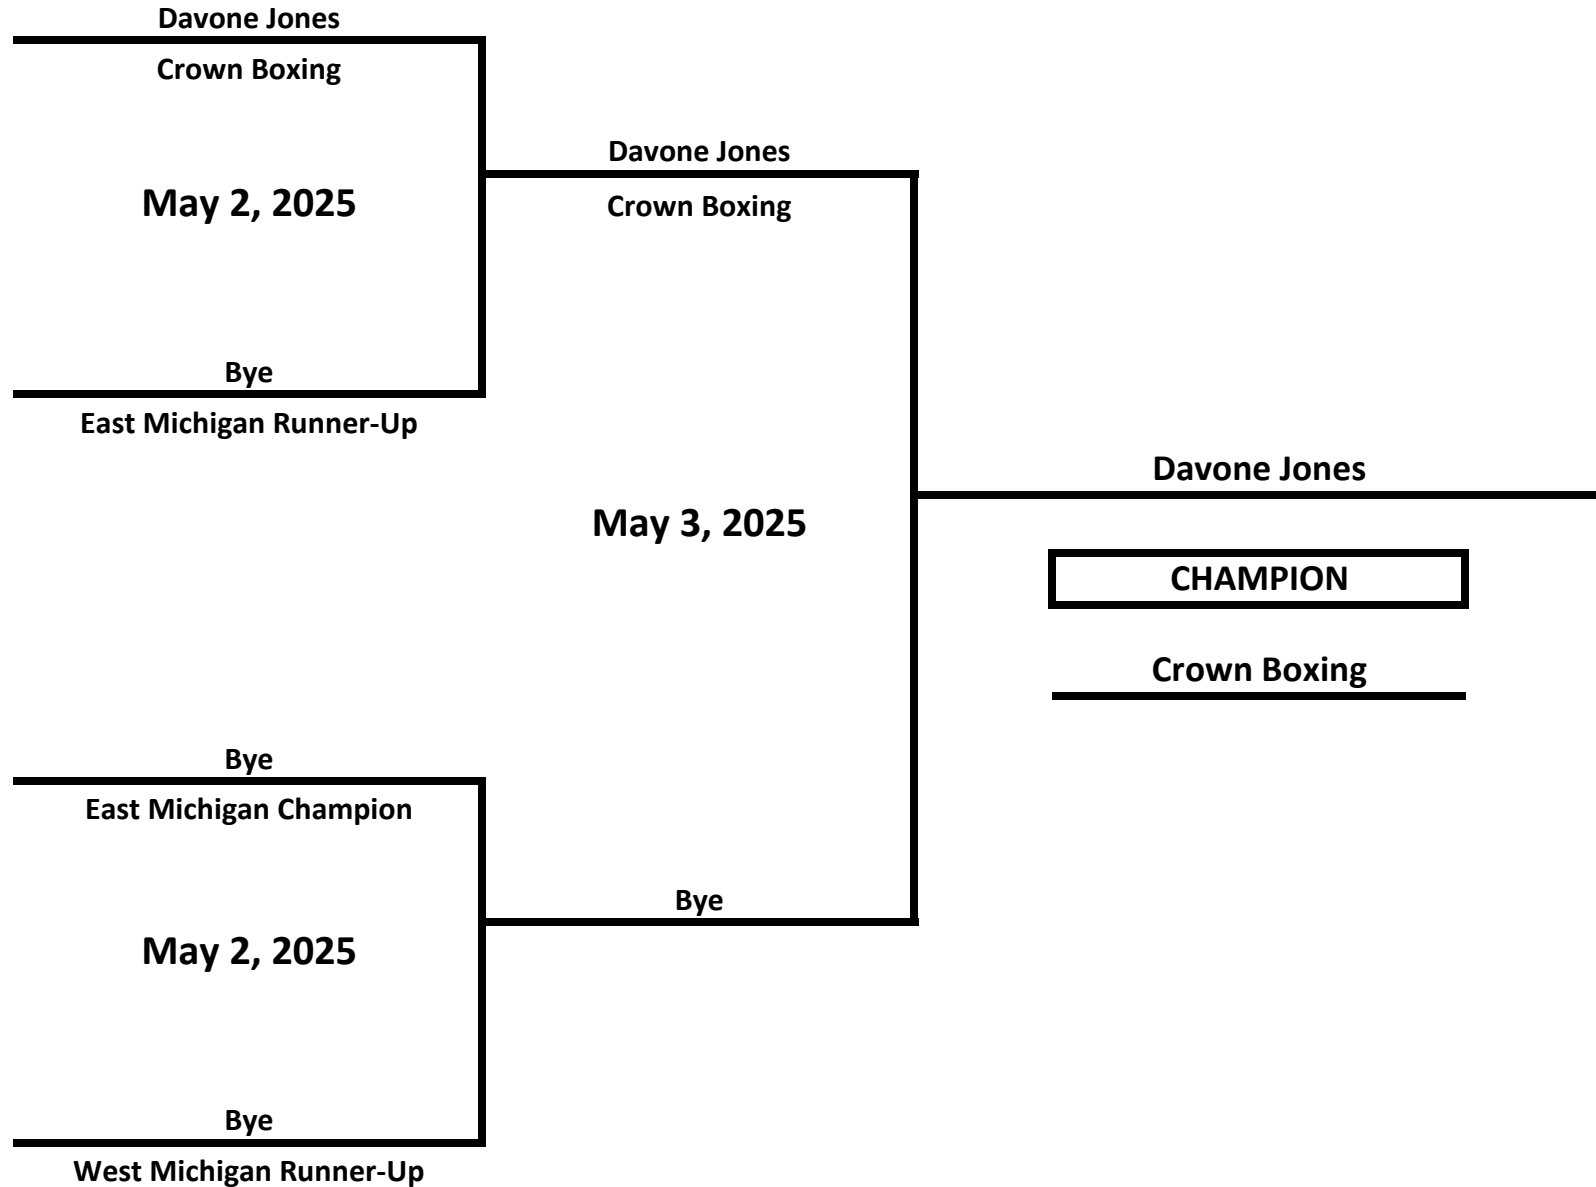 Davone Jones
Crown Boxing
May 2, 2025
Bye
East Michigan Runner-Up
Davone Jones
Crown Boxing
May 3, 2025
Davone Jones
CHAMPION
Crown Boxing
Bye
East Michigan Champion
May 2, 2025
Bye
West Michigan Runner-Up
Bye